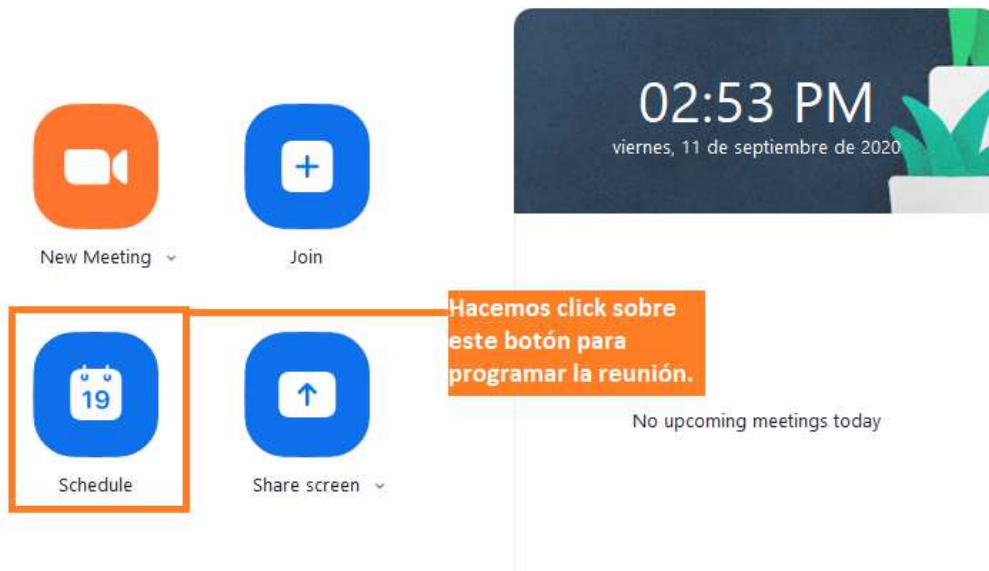 02:53 PM
viernes, 11 de septiembre de 2020
New Meeting
Join
Hacemos click sobre
este botón para
programar la reunión.
19
Schedule
Share screen
No upcoming meetings today